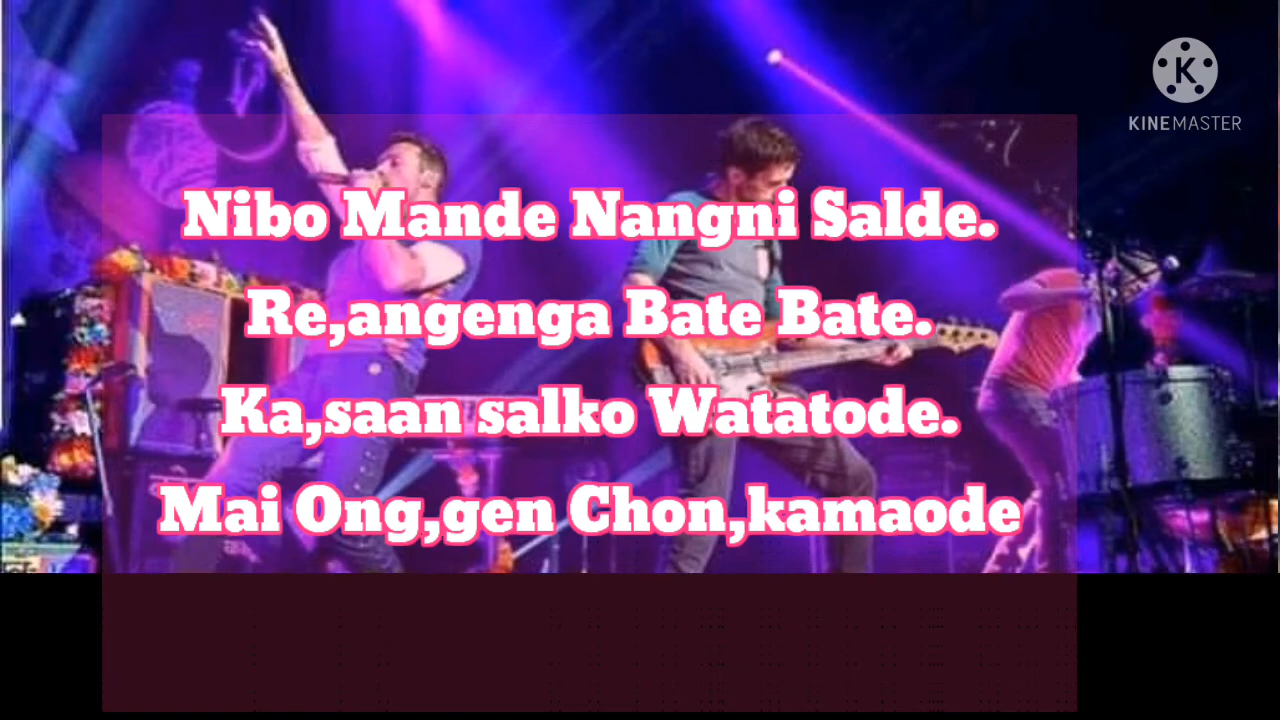 KINEMASTER
Nibo Mande Nangni Salde.
Re,angenga Bate Bate.
Ka,saan salko Watatode.
Mai Ong,gen Chon,kamaode